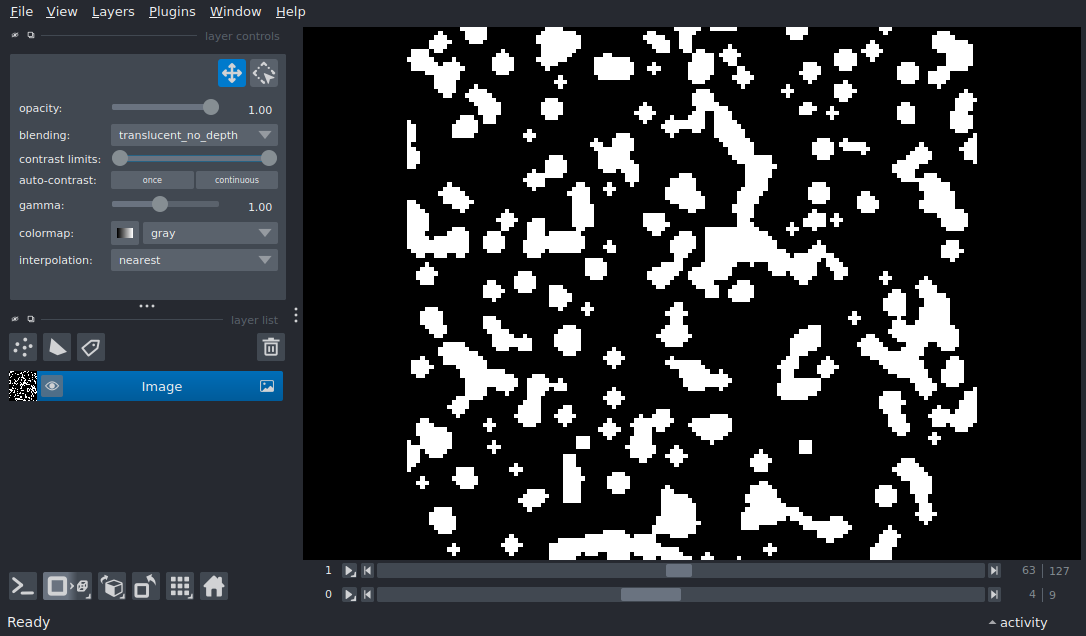 File View Layers Plugins Window Help
layer controls
opacity: 1.00
blending: translucent_no_depth
contrast limits:
auto-contrast: once continuous
gamma: 1.00
colormap: gray
interpolation: nearest
layer list
Image
1 63 127
0 4 9
Ready activity